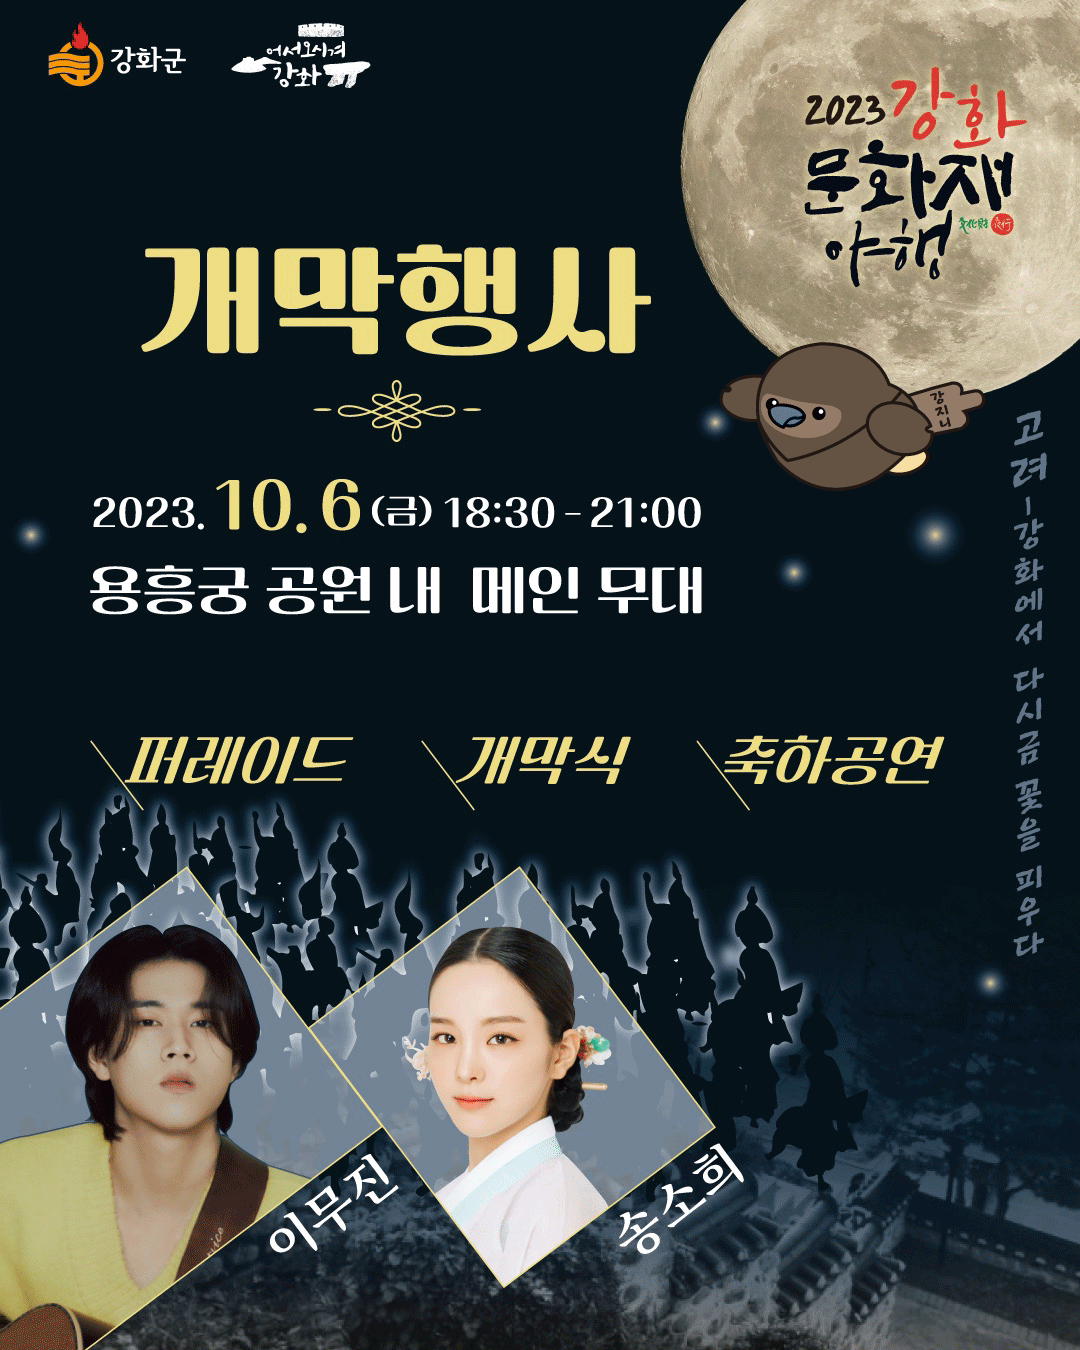 강화군
어서오시겨
강화
2023 강화
문화재
야행
개막행사
강지니
2023. 10. 6 (금) 18:30 - 21:00
용흥궁 공원 내 메인 무대
고려-강화에서 다시금 꽃을 피우다
퍼레이드 개막식 축하공연
이무진
송소희